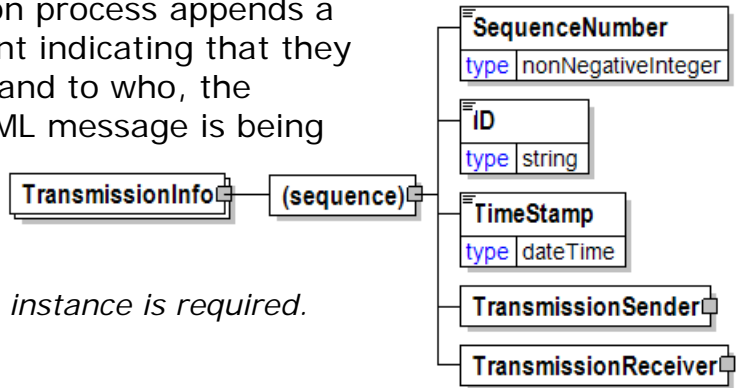 on process appends a
nt indicating that they
and to who, the
ML message is being
instance is required.
TransmissionInfo
(sequence)
SequenceNumber
type nonNegativeInteger
ID
type string
TimeStamp
type dateTime
TransmissionSender
TransmissionReceiver